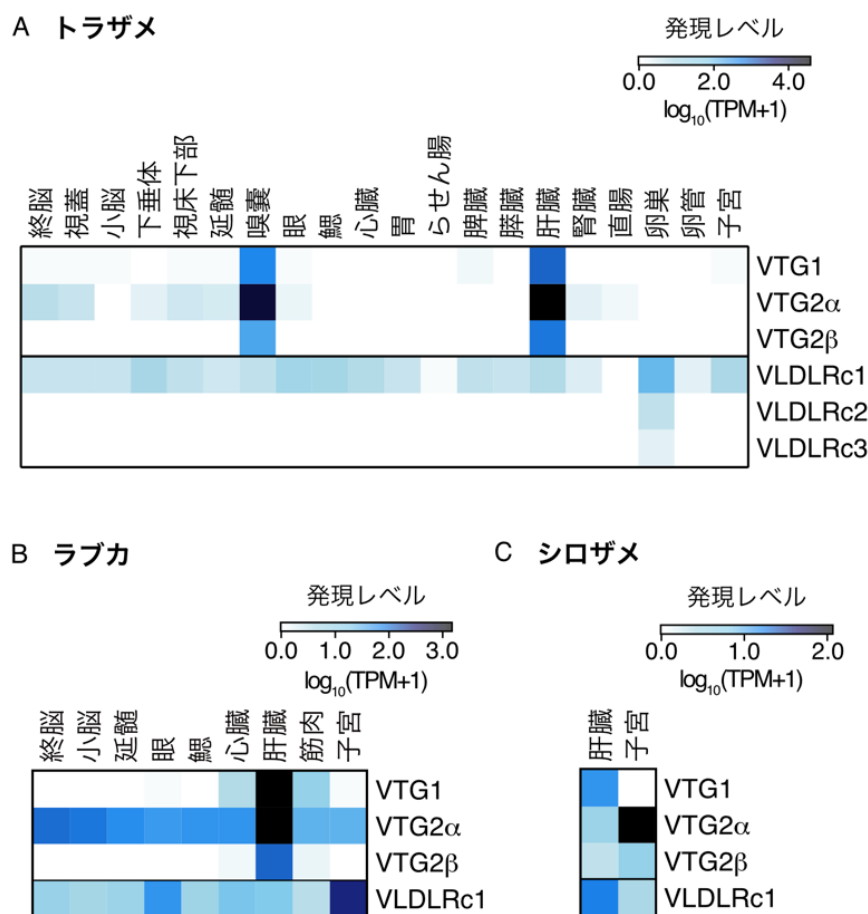 A トラザメ
発現レベル
0.0 2.0 4.0
log10(TPM+1)
終脳 視蓋 小脳 下垂体 視床下部 延髄 嗅嚢 眼 鰓 心臓 胃 らせん腸 脾臓 膵臓 肝臓 腎臓 直腸 卵巣 卵管 子宮
VTG1
VTG2α
VTG2β
VLDLRc1
VLDLRc2
VLDLRc3
B ラブカ
発現レベル
0.0 1.0 2.0 3.0
log10(TPM+1)
終脳 小脳 延髄 眼 鰓 心臓 肝臓 筋肉 子宮
VTG1
VTG2α
VTG2β
VLDLRc1
C シロザメ
発現レベル
0.0 1.0 2.0
log10(TPM+1)
肝臓 子宮
VTG1
VTG2α
VTG2β
VLDLRc1